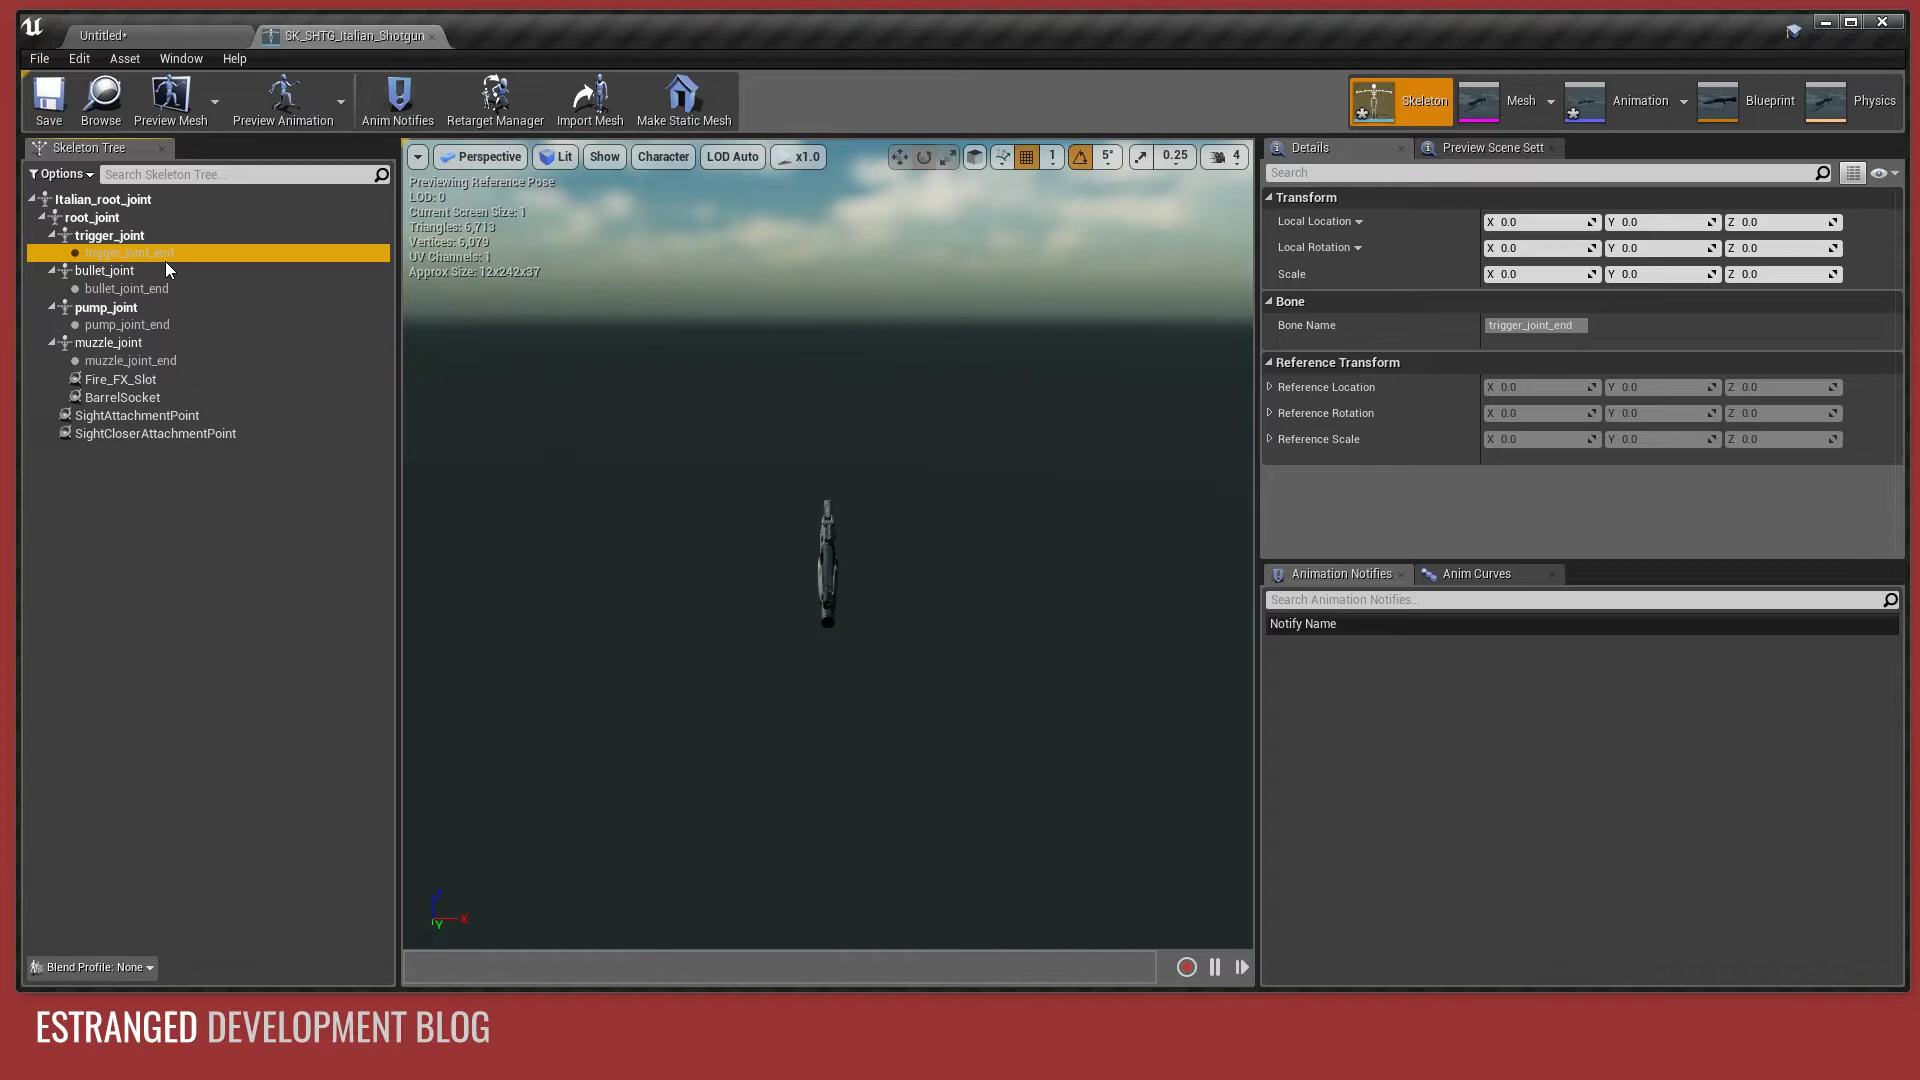 Untitled*
SK_SHTG_Italian_Shotgun
File Edit Asset Window Help
Save Browse Preview Mesh Preview Animation Anim Notifies Retarget Manager Import Mesh Make Static Mesh
Skeleton Mesh Animation Blueprint Physics
Skeleton Tree
Options Search Skeleton Tree...
Italian_root_joint
root_joint
trigger_joint
trigger_joint_end
bullet_joint
bullet_joint_end
pump_joint
pump_joint_end
muzzle_joint
muzzle_joint_end
Fire_FX_Slot
BarrelSocket
SightAttachmentPoint
SightCloserAttachmentPoint
Blend Profile: None
Perspective Lit Show Character LOD Auto x1.0 1 5° 0.25 4
Previewing Reference Pose
LOD: 0
Current Screen Size: 1
Triangles: 6,713
Vertices: 6,079
UV Channels: 1
Approx Size: 12x242x37
Z
X
Y
Details Preview Scene Sett
Search
Transform
Local Location X 0.0 Y 0.0 Z 0.0
Local Rotation X 0.0 Y 0.0 Z 0.0
Scale X 0.0 Y 0.0 Z 0.0
Bone
Bone Name trigger_joint_end
Reference Transform
Reference Location X 0.0 Y 0.0 Z 0.0
Reference Rotation X 0.0 Y 0.0 Z 0.0
Reference Scale X 0.0 Y 0.0 Z 0.0
Animation Notifies Anim Curves
Search Animation Notifies...
Notify Name
ESTRANGED DEVELOPMENT BLOG